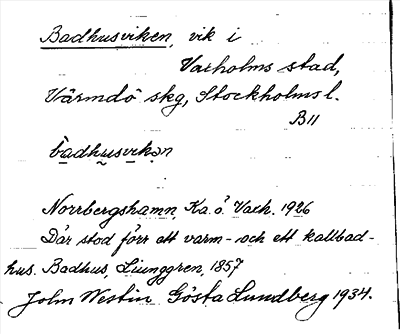 Badhusviken, vik i
Vaxholms stad,
Värmdö skg, Stockholms l.
B11
badhusvikən
Norrbergshamn, Ka. ö. Vaxh. 1926
Där stod förr ett varm- och ett kallbad-
hus. Badhus, Ljunggren, 1857
John Westin Gösta Lundberg 1934.